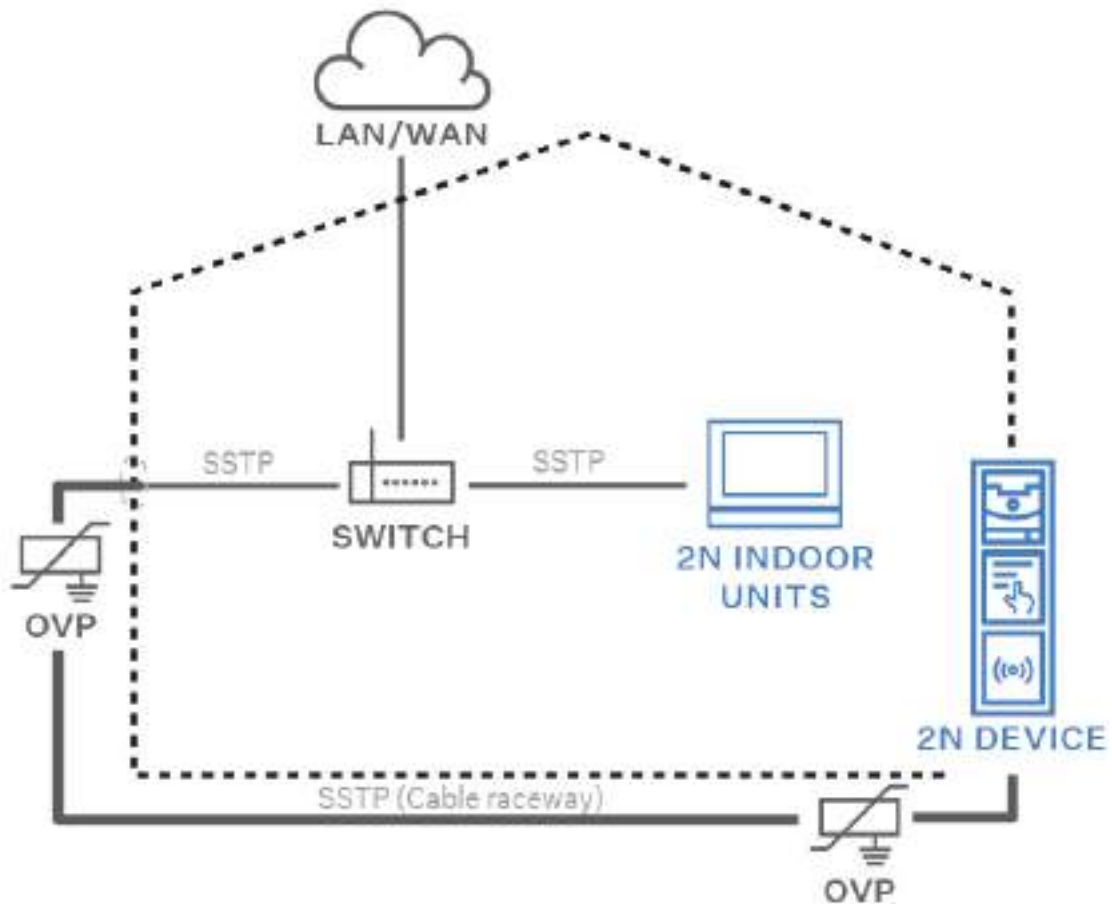 LAN/WAN
SSTP
SSTP
SWITCH
2N INDOOR
UNITS
OVP
2N DEVICE
SSTP (Cable raceway)
OVP